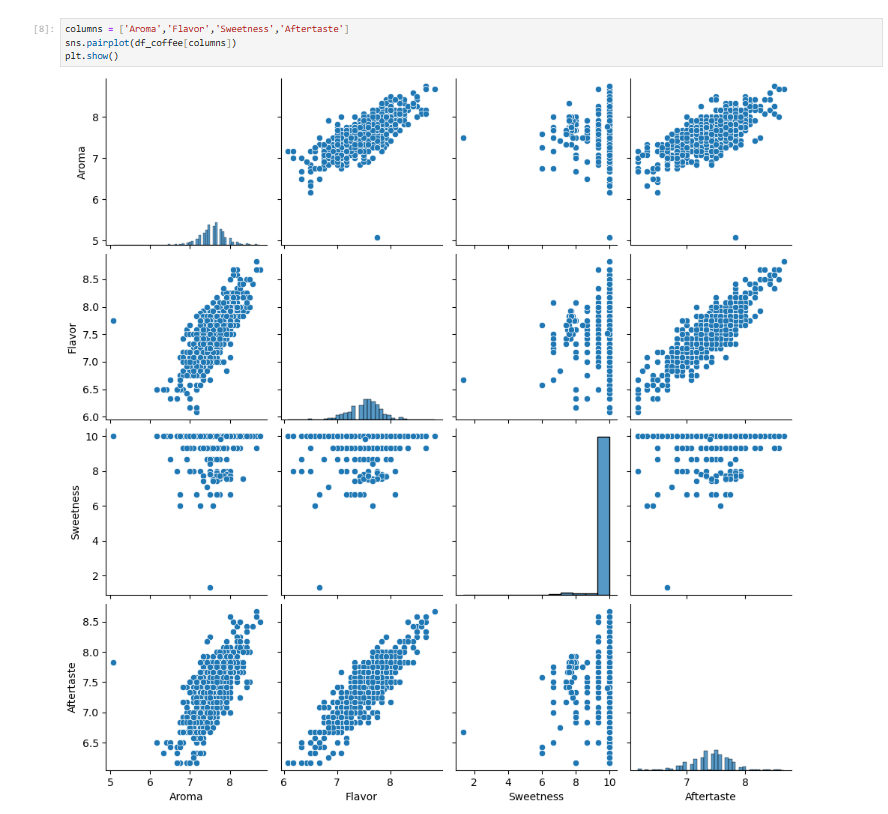 [8]: columns = ['Aroma','Flavor','Sweetness','Aftertaste']
sns.pairplot(df_coffee[columns])
plt.show()
8
7
6
5
Aroma
8.5
8.0
7.5
7.0
6.5
6.0
Flavor
10
8
6
4
2
Sweetness
8.5
8.0
7.5
7.0
6.5
Aftertaste
5 6 7 8
6 7 8
2 4 6 8 10
7 8
Aroma
Flavor
Sweetness
Aftertaste